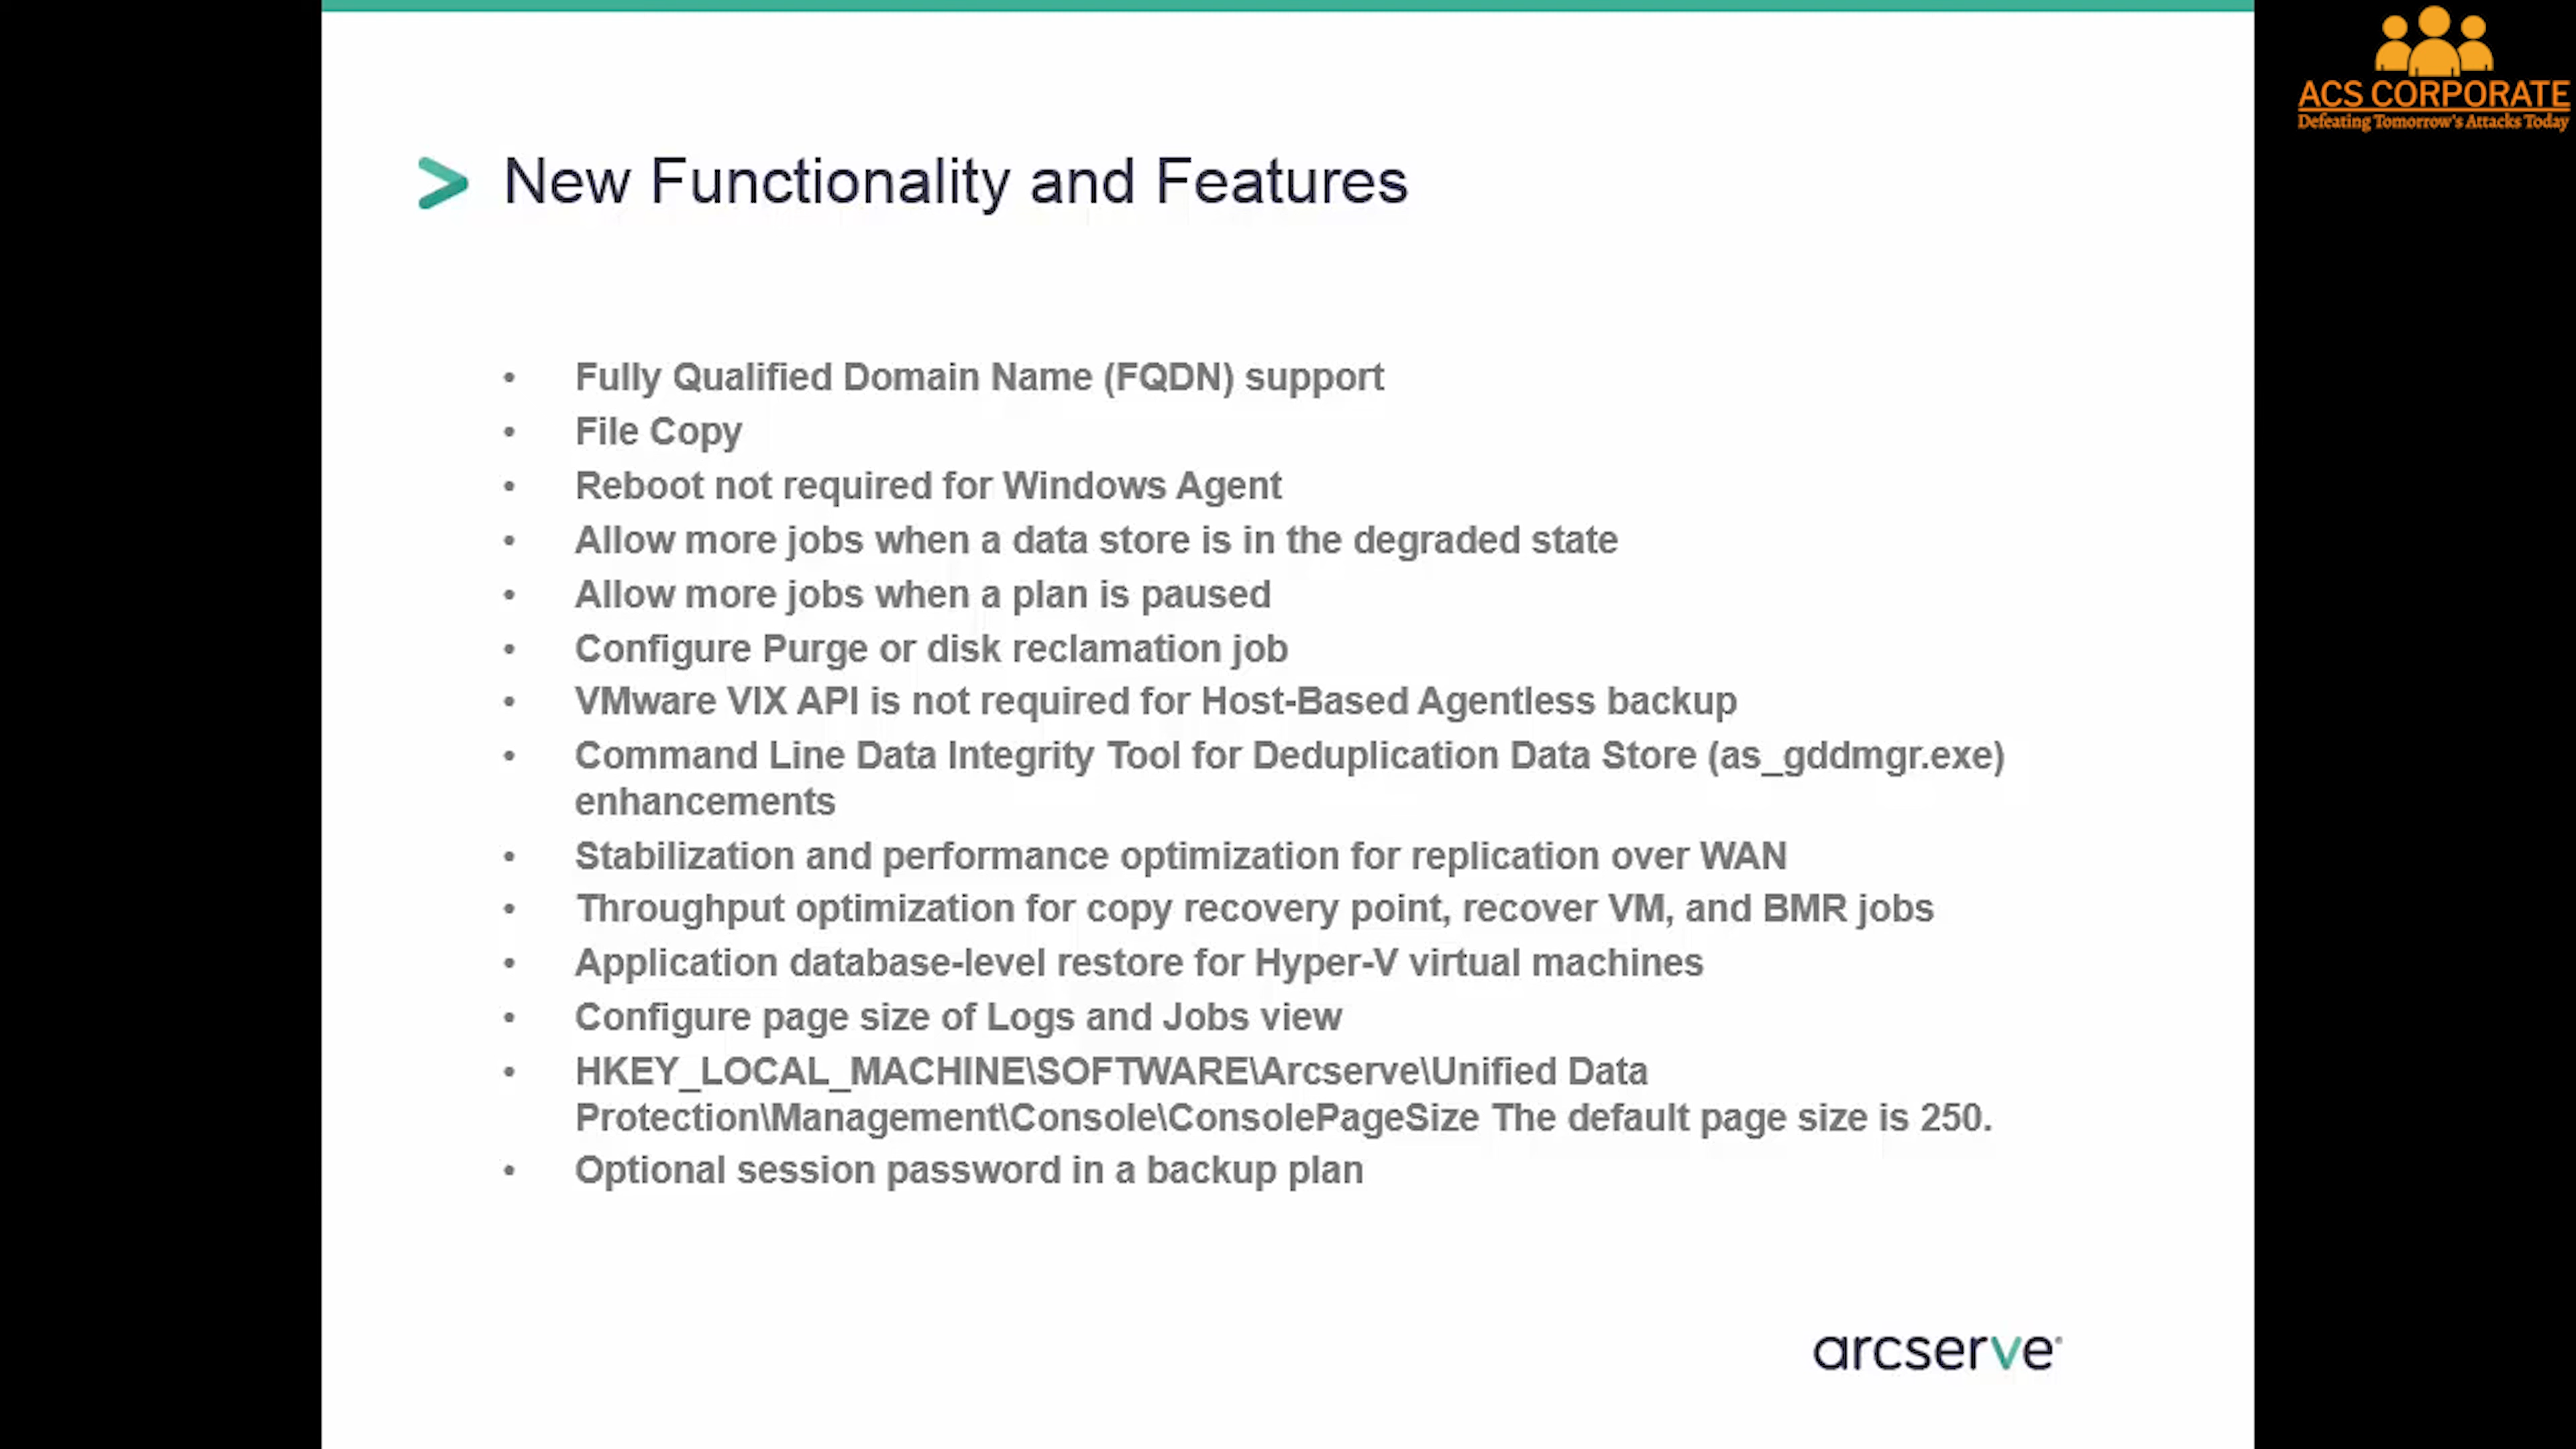 ACS CORPORATE
Defeating Tomorrow's Attacks Today
New Functionality and Features
• Fully Qualified Domain Name (FQDN) support
• File Copy
• Reboot not required for Windows Agent
• Allow more jobs when a data store is in the degraded state
• Allow more jobs when a plan is paused
• Configure Purge or disk reclamation job
• VMware VIX API is not required for Host-Based Agentless backup
• Command Line Data Integrity Tool for Deduplication Data Store (as_gddmgr.exe)
enhancements
• Stabilization and performance optimization for replication over WAN
• Throughput optimization for copy recovery point, recover VM, and BMR jobs
• Application database-level restore for Hyper-V virtual machines
• Configure page size of Logs and Jobs view
• HKEY_LOCAL_MACHINE\SOFTWARE\Arcserve\Unified Data
Protection\Management\Console\ConsolePageSize The default page size is 250.
• Optional session password in a backup plan
arcserve